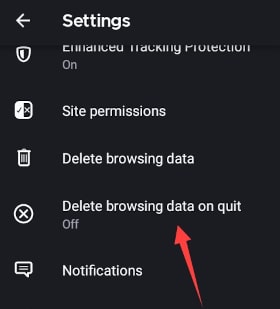 Settings
Enhanced Tracking Protection
On
Site permissions
Delete browsing data
Delete browsing data on quit
Off
Notifications